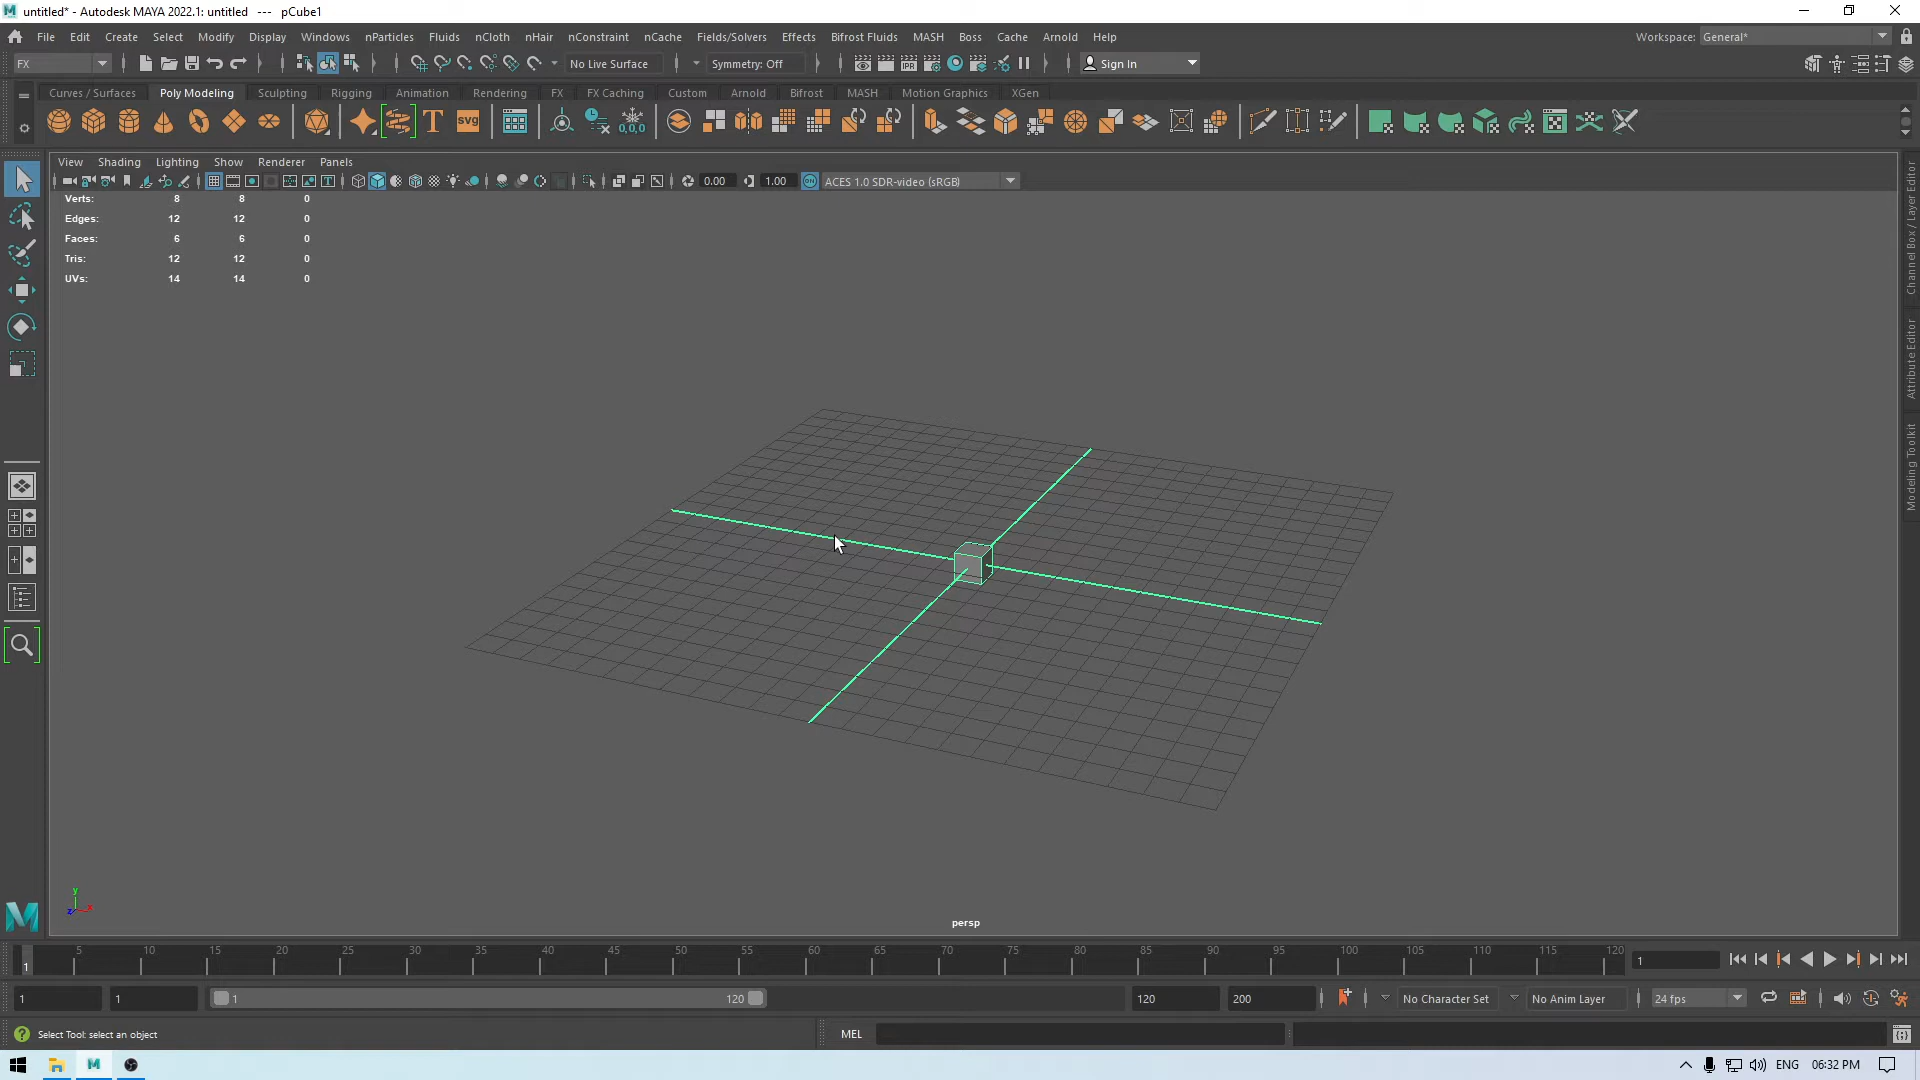 untitled* - Autodesk MAYA 2022.1: untitled --- pCube1
File Edit Create Select Modify Display Windows nParticles Fluids nCloth nHair nConstraint nCache Fields/Solvers Effects Bifrost Fluids MASH Boss Cache Arnold Help Workspace: General*
FX No Live Surface Symmetry: Off IPR Sign In
Curves / Surfaces Poly Modeling Sculpting Rigging Animation Rendering FX FX Caching Custom Arnold Bifrost MASH Motion Graphics XGen
T svg 0,0,0
View Shading Lighting Show Renderer Panels
0.00 1.00 ON ACES 1.0 SDR-video (sRGB)
Verts: 8 8 0
Edges: 12 12 0
Faces: 6 6 0
Tris: 12 12 0
UVs: 14 14 0
Channel Box / Layer Editor
Attribute Editor
Modeling Toolkit
y
z x
persp
5 10 15 20 25 30 35 40 45 50 55 60 65 70 75 80 85 90 95 100 105 110 115 120
1 1
1 1 1 120 120 200 No Character Set No Anim Layer 24 fps
? Select Tool: select an object MEL
M ENG 06:32 PM